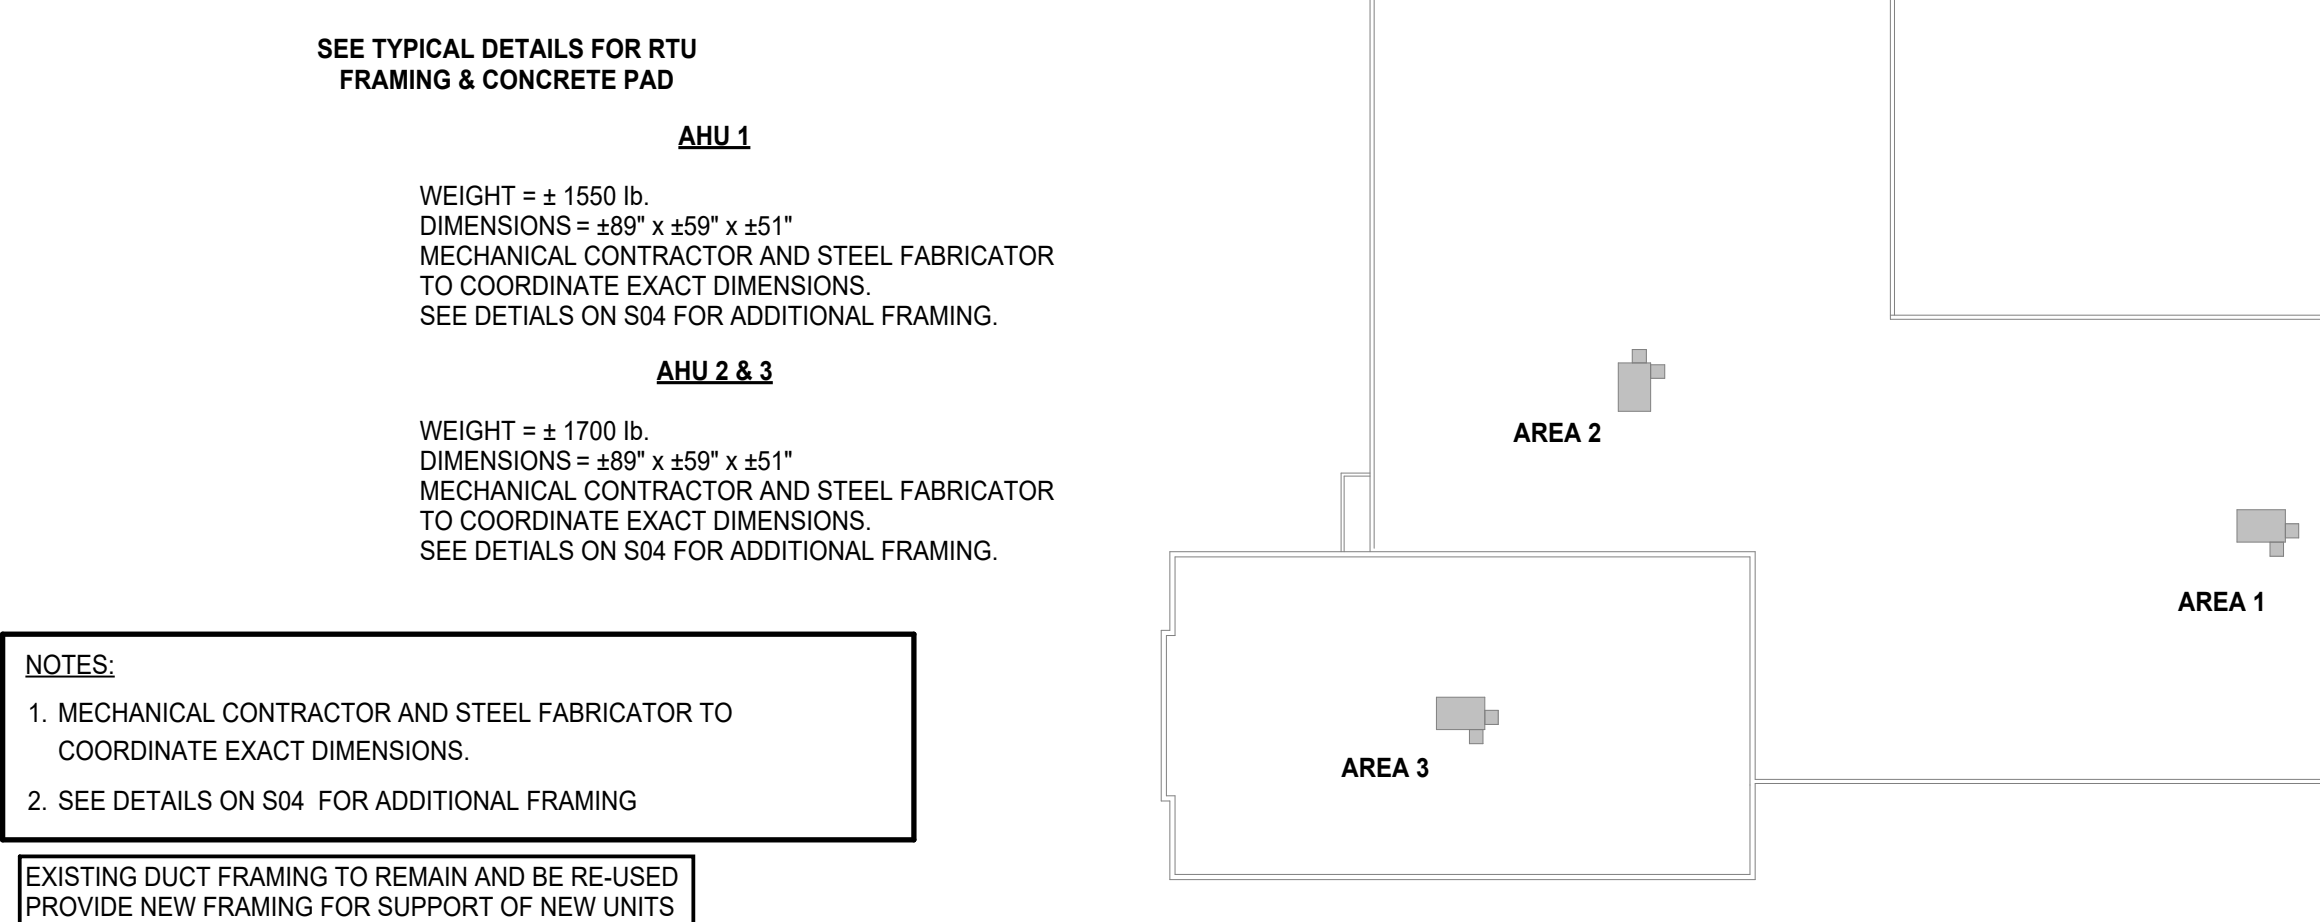 SEE TYPICAL DETAILS FOR RTU
FRAMING & CONCRETE PAD
AHU 1
WEIGHT = ± 1550 lb.
DIMENSIONS = ±89" x ±59" x ±51"
MECHANICAL CONTRACTOR AND STEEL FABRICATOR
TO COORDINATE EXACT DIMENSIONS.
SEE DETIALS ON S04 FOR ADDITIONAL FRAMING.
AHU 2 & 3
WEIGHT = ± 1700 lb.
DIMENSIONS = ±89" x ±59" x ±51"
MECHANICAL CONTRACTOR AND STEEL FABRICATOR
TO COORDINATE EXACT DIMENSIONS.
SEE DETIALS ON S04 FOR ADDITIONAL FRAMING.
NOTES:
1. MECHANICAL CONTRACTOR AND STEEL FABRICATOR TO
COORDINATE EXACT DIMENSIONS.
2. SEE DETAILS ON S04 FOR ADDITIONAL FRAMING
EXISTING DUCT FRAMING TO REMAIN AND BE RE-USED
PROVIDE NEW FRAMING FOR SUPPORT OF NEW UNITS
AREA 2
AREA 1
AREA 3